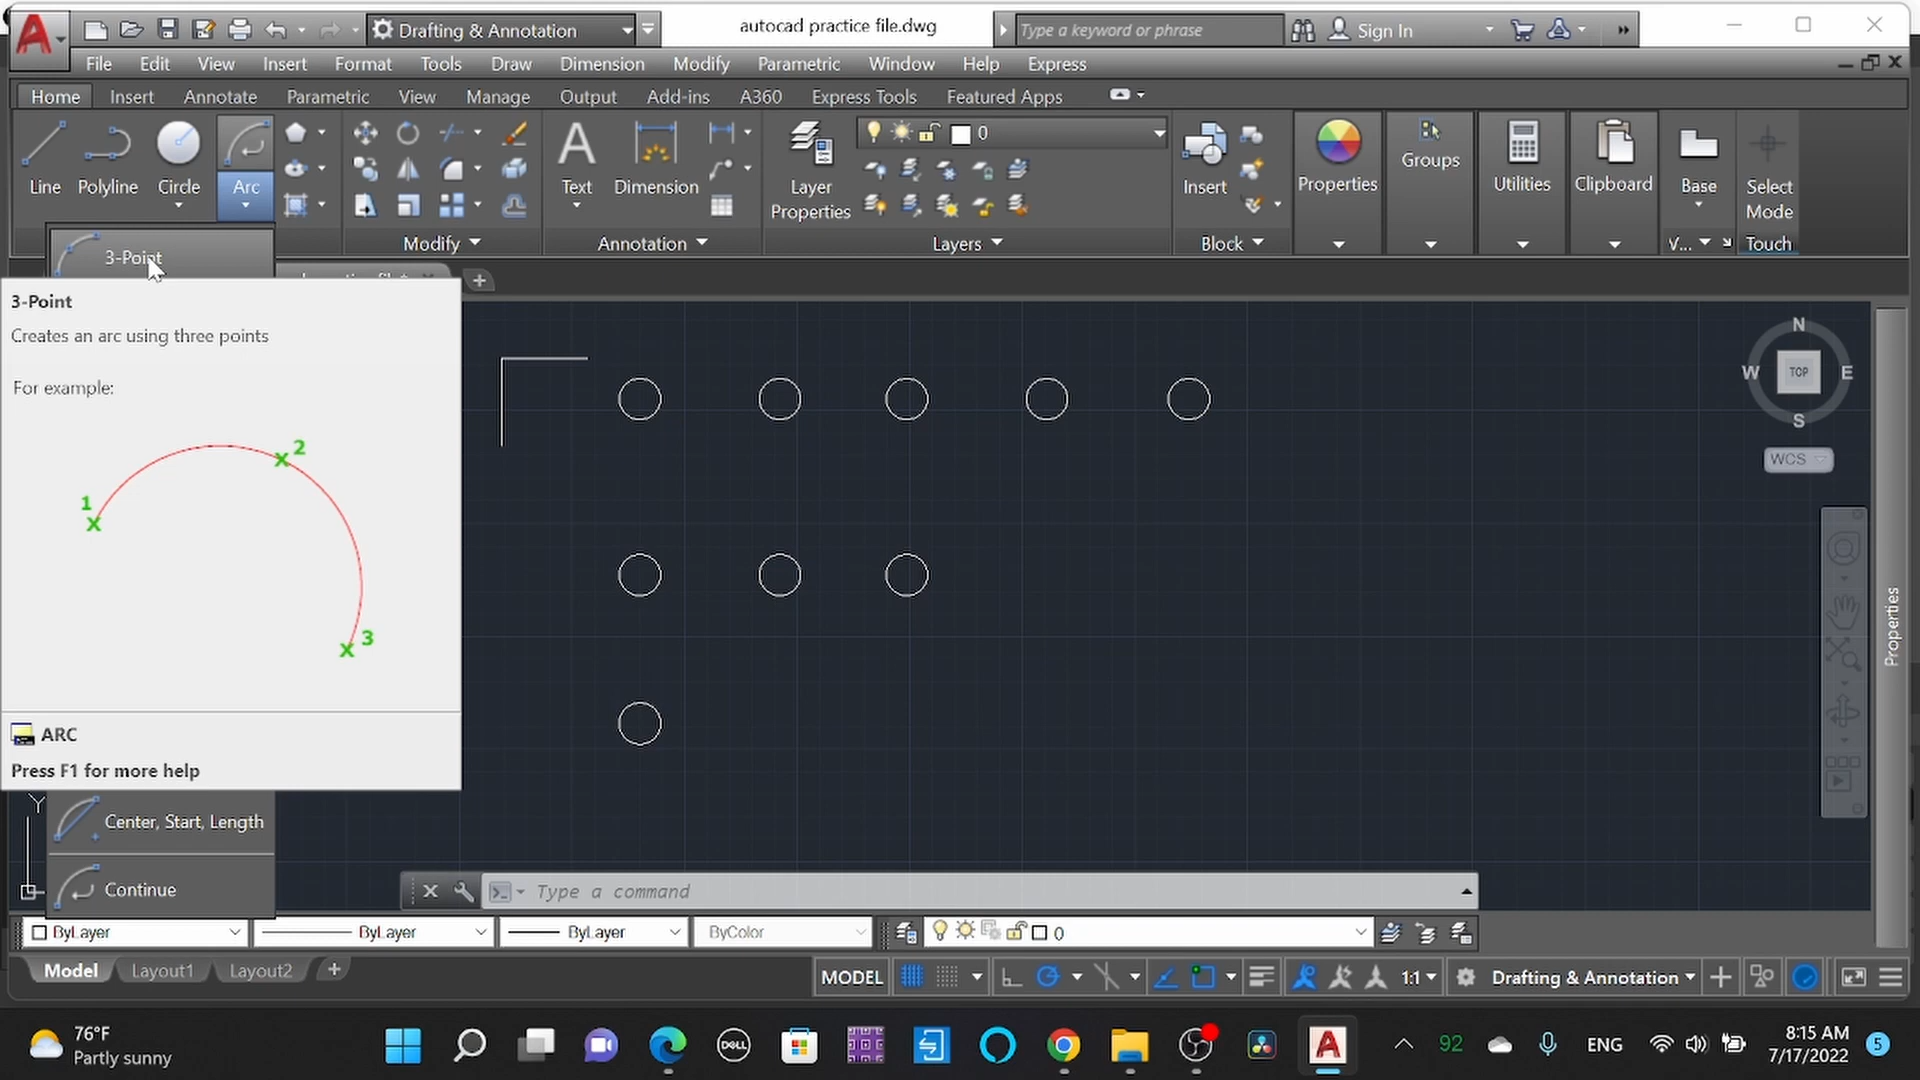 Drafting & Annotation
autocad practice file.dwg
Type a keyword or phrase
Sign In
File Edit View Insert Format Tools Draw Dimension Modify Parametric Window Help Express
Home Insert Annotate Parametric View Manage Output Add-ins A360 Express Tools Featured Apps
0
Line Polyline Circle Arc
Text Dimension
Layer Properties
Insert
Properties
Groups
Utilities
Clipboard
Base
Select Mode
Modify
Annotation
Layers
Block
V...
Touch
3-Point
3-Point
Creates an arc using three points
For example:
1
2
3
ARC
Press F1 for more help
Center, Start, Length
Continue
Y
N
W
TOP
E
S
WCS
Properties
Type a command
ByLayer
ByLayer
ByLayer
ByColor
0
Model Layout1 Layout2
MODEL
1:1
Drafting & Annotation
76°F
Partly sunny
DELL
92
ENG
8:15 AM
7/17/2022
5